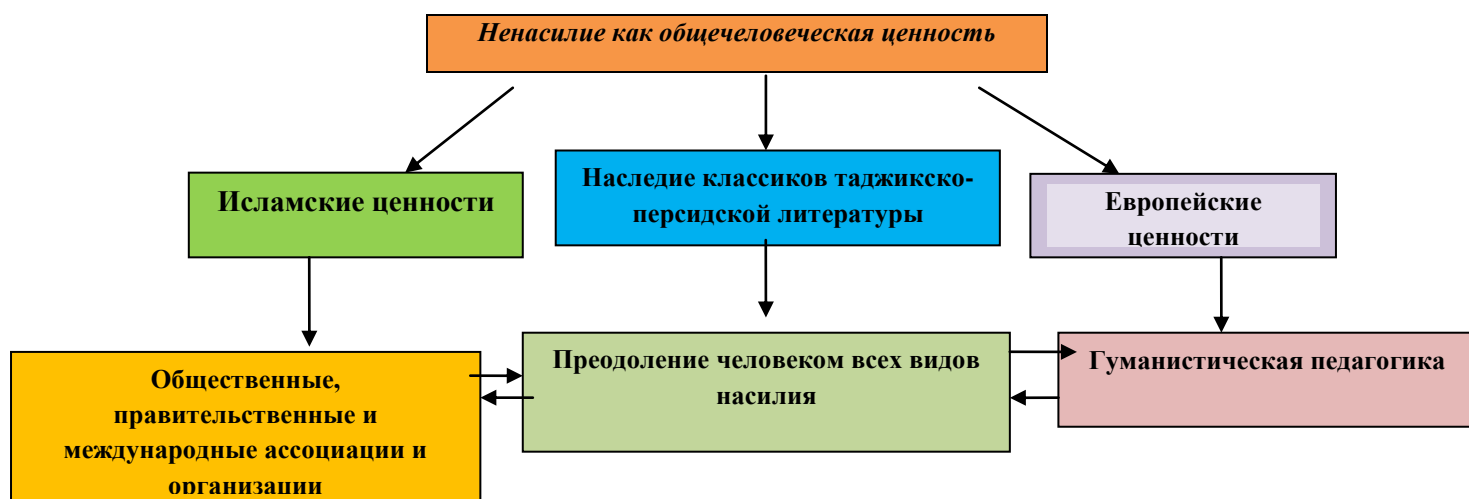 Ненасилие как общечеловеческая ценность
Исламские ценности
Наследие классиков таджикско-
персидской литературы
Европейские
ценности
Общественные,
правительственные и
международные ассоциации и
организации
Преодоление человеком всех видов
насилия
Гуманистическая педагогика